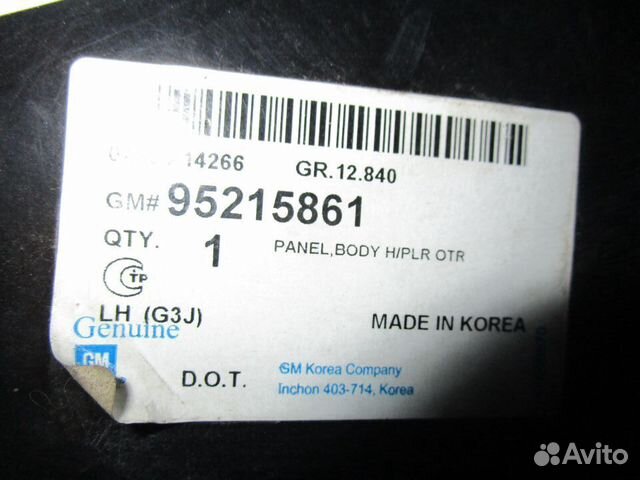 14266 GR.12.840
GM# 95215861
QTY. 1 PANEL,BODY H/PLR OTR
LH (G3J)
MADE IN KOREA
Genuine
GM
D.O.T.
GM Korea Company
Inchon 403-714, Korea
Avito